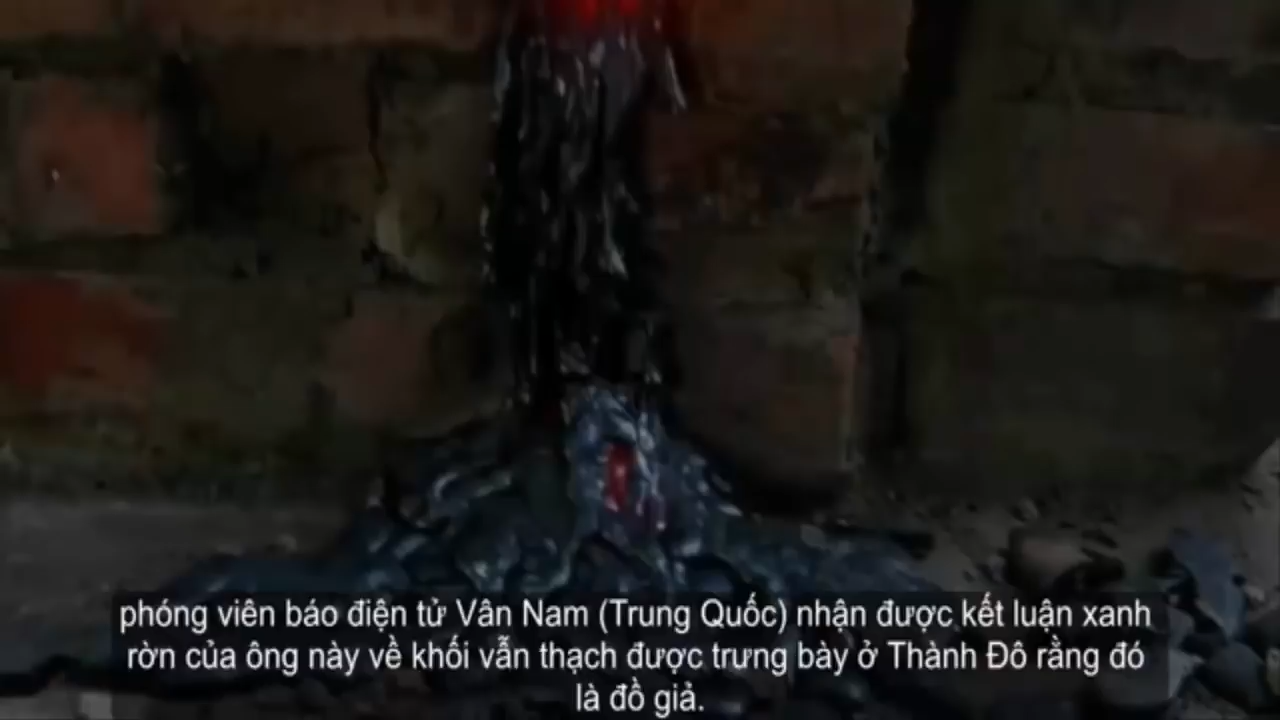 phóng viên báo điện tử Vân Nam (Trung Quốc) nhận được kết luận xanh
rờn của ông này về khối vẫn thạch được trưng bày ở Thành Đô rằng đó
là đồ giả.